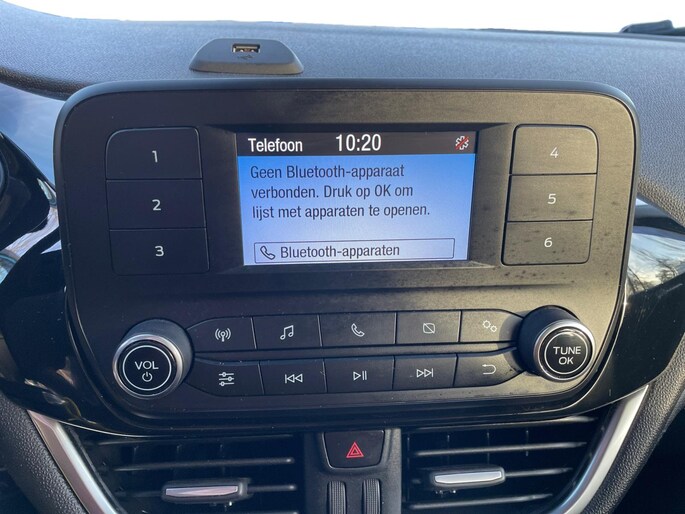 Telefoon 10:20
1
Geen Bluetooth-apparaat
verbonden. Druk op OK om
lijst met apparaten te openen.
4
2
5
3
Bluetooth-apparaten
6
VOL
TUNE
OK